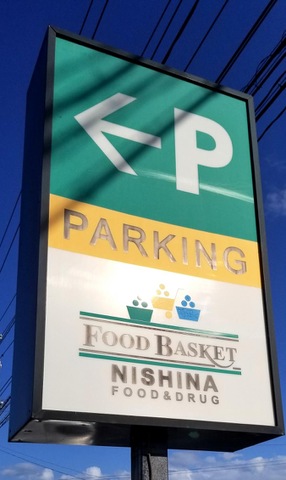 ← P
PARKING
FOOD BASKET
NISHINA
FOOD & DRUG